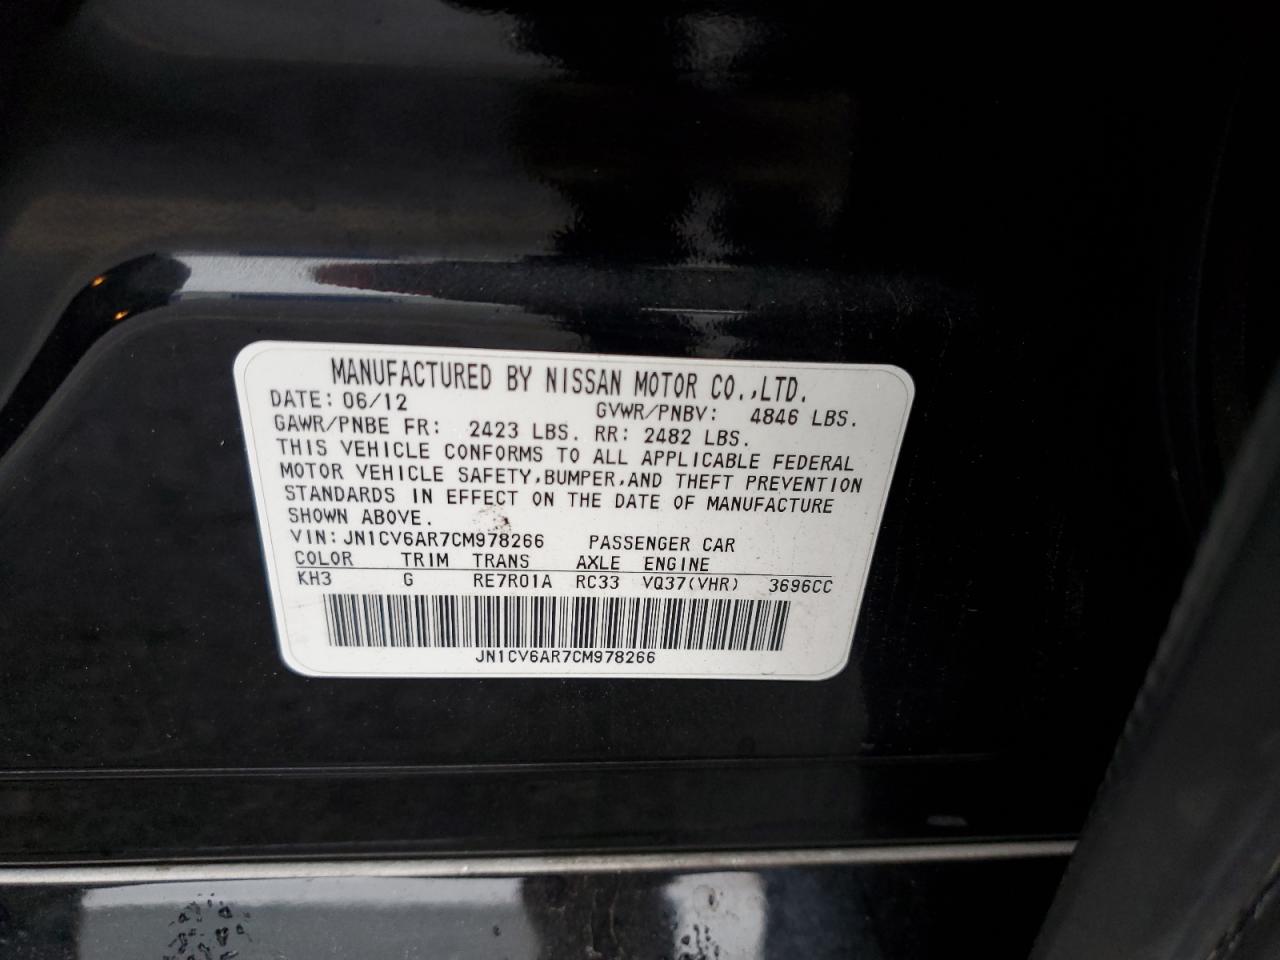 MANUFACTURED BY NISSAN MOTOR CO.,LTD.
DATE: 06/12 GVWR/PNBV: 4846 LBS.
GAWR/PNBE FR: 2423 LBS. RR: 2482 LBS.
THIS VEHICLE CONFORMS TO ALL APPLICABLE FEDERAL
MOTOR VEHICLE SAFETY,BUMPER,AND THEFT PREVENTION
STANDARDS IN EFFECT ON THE DATE OF MANUFACTURE
SHOWN ABOVE.
VIN:JN1CV6AR7CM978266 PASSENGER CAR
COLOR TRIM TRANS AXLE ENGINE
KH3 G RE7R01A RC33 VQ37(VHR) 3696CC
JN1CV6AR7CM978266